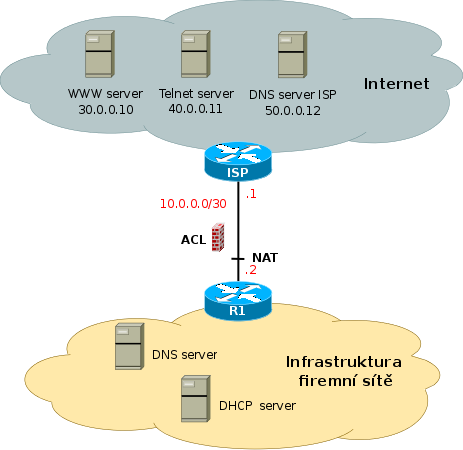 WWW server
30.0.0.10
Telnet server
40.0.0.11
DNS server ISP
50.0.0.12
Internet
ISP
.1
10.0.0.0/30
ACL
NAT
.2
R1
DNS server
Infrastruktura
firemní sítě
DHCP server